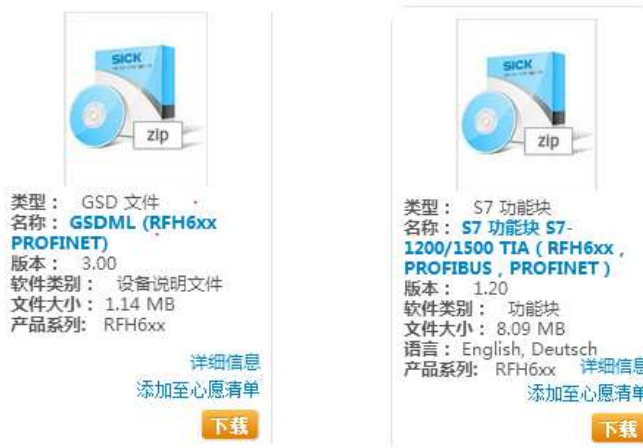 SICK
zip
类型： GSD 文件
名称： GSDML (RFH6xx
PROFINET)
版本： 3.00
软件类别： 设备说明文件
文件大小： 1.14 MB
产品系列: RFH6xx
详细信息
添加至心愿清单
下载
SICK
zip
类型： S7 功能块
名称： S7 功能块 S7-
1200/1500 TIA ( RFH6xx ,
PROFIBUS , PROFINET )
版本： 1.20
软件类别： 功能块
文件大小： 8.09 MB
语言： English, Deutsch
产品系列: RFH6xx 详细信息
添加至心愿清单
下载